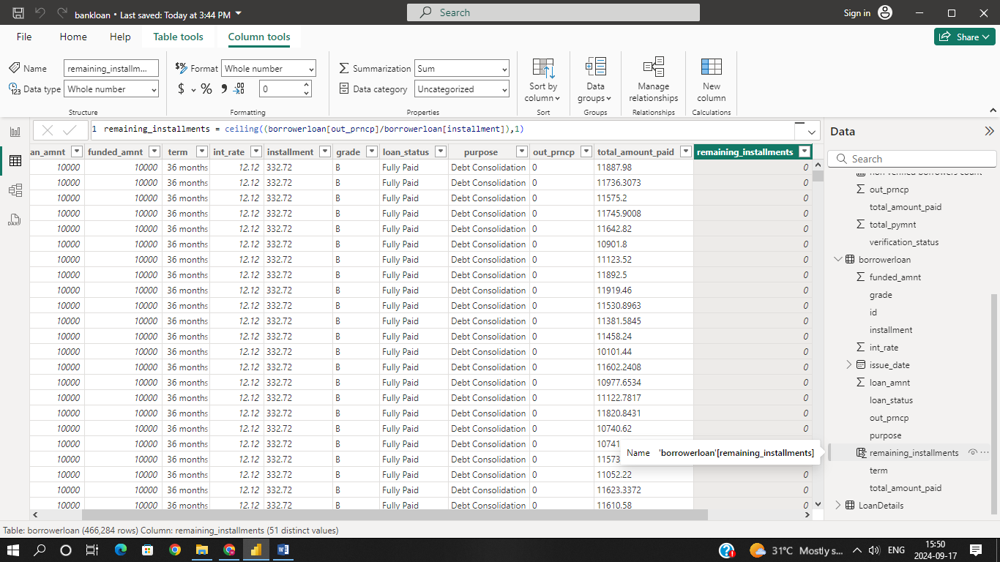 bankloan • Last saved: Today at 3:44 PM
Search
Sign in
File Home Help Table tools Column tools
Share
Name remaining_installm...
Format Whole number
Summarization Sum
Data type Whole number
$ % 9 .00 0
Data category Uncategorized
Sort by column
Data groups
Manage relationships
New column
Structure Formatting Properties Sort Groups Relationships Calculations
1 remaining_installments = ceiling((borrowerloan[out_prncp]/borrowerloan[installment]),1)
an_amnt funded_amnt term int_rate installment grade loan_status purpose out_prncp total_amount_paid remaining_installments
10000 10000 36 months 12.12 332.72 B Fully Paid Debt Consolidation 0 11887.98 0
10000 10000 36 months 12.12 332.72 B Fully Paid Debt Consolidation 0 11736.3073 0
10000 10000 36 months 12.12 332.72 B Fully Paid Debt Consolidation 0 11575.2 0
10000 10000 36 months 12.12 332.72 B Fully Paid Debt Consolidation 0 11745.9008 0
10000 10000 36 months 12.12 332.72 B Fully Paid Debt Consolidation 0 11642.82 0
10000 10000 36 months 12.12 332.72 B Fully Paid Debt Consolidation 0 10901.8 0
10000 10000 36 months 12.12 332.72 B Fully Paid Debt Consolidation 0 11123.52 0
10000 10000 36 months 12.12 332.72 B Fully Paid Debt Consolidation 0 11892.5 0
10000 10000 36 months 12.12 332.72 B Fully Paid Debt Consolidation 0 11919.46 0
10000 10000 36 months 12.12 332.72 B Fully Paid Debt Consolidation 0 11530.8963 0
10000 10000 36 months 12.12 332.72 B Fully Paid Debt Consolidation 0 11381.5845 0
10000 10000 36 months 12.12 332.72 B Fully Paid Debt Consolidation 0 11458.24 0
10000 10000 36 months 12.12 332.72 B Fully Paid Debt Consolidation 0 10101.44 0
10000 10000 36 months 12.12 332.72 B Fully Paid Debt Consolidation 0 11602.2408 0
10000 10000 36 months 12.12 332.72 B Fully Paid Debt Consolidation 0 10977.6534 0
10000 10000 36 months 12.12 332.72 B Fully Paid Debt Consolidation 0 11122.7817 0
10000 10000 36 months 12.12 332.72 B Fully Paid Debt Consolidation 0 11820.8431 0
10000 10000 36 months 12.12 332.72 B Fully Paid Debt Consolidation 0 10740.62 0
10000 10000 36 months 12.12 332.72 B Fully Paid Debt Consolidation 0 10741
10000 10000 36 months 12.12 332.72 B Fully Paid Debt Consolidation 0 11573
10000 10000 36 months 12.12 332.72 B Fully Paid Debt Consolidation 0 11052.22 0
10000 10000 36 months 12.12 332.72 B Fully Paid Debt Consolidation 0 11623.3372 0
10000 10000 36 months 12.12 332.72 B Fully Paid Debt Consolidation 0 11610.58 0
Name 'borrowerloan'[remaining_installments]
Data
Search
out_prncp
total_amount_paid
total_pymnt
verification_status
borrowerloan
funded_amnt
grade
id
installment
int_rate
issue_date
loan_amnt
loan_status
out_prncp
purpose
remaining_installments
term
total_amount_paid
LoanDetails
Table: borrowerloan (466,284 rows) Column: remaining_installments (51 distinct values)
31°C Mostly s... ENG
15:50
2024-09-17